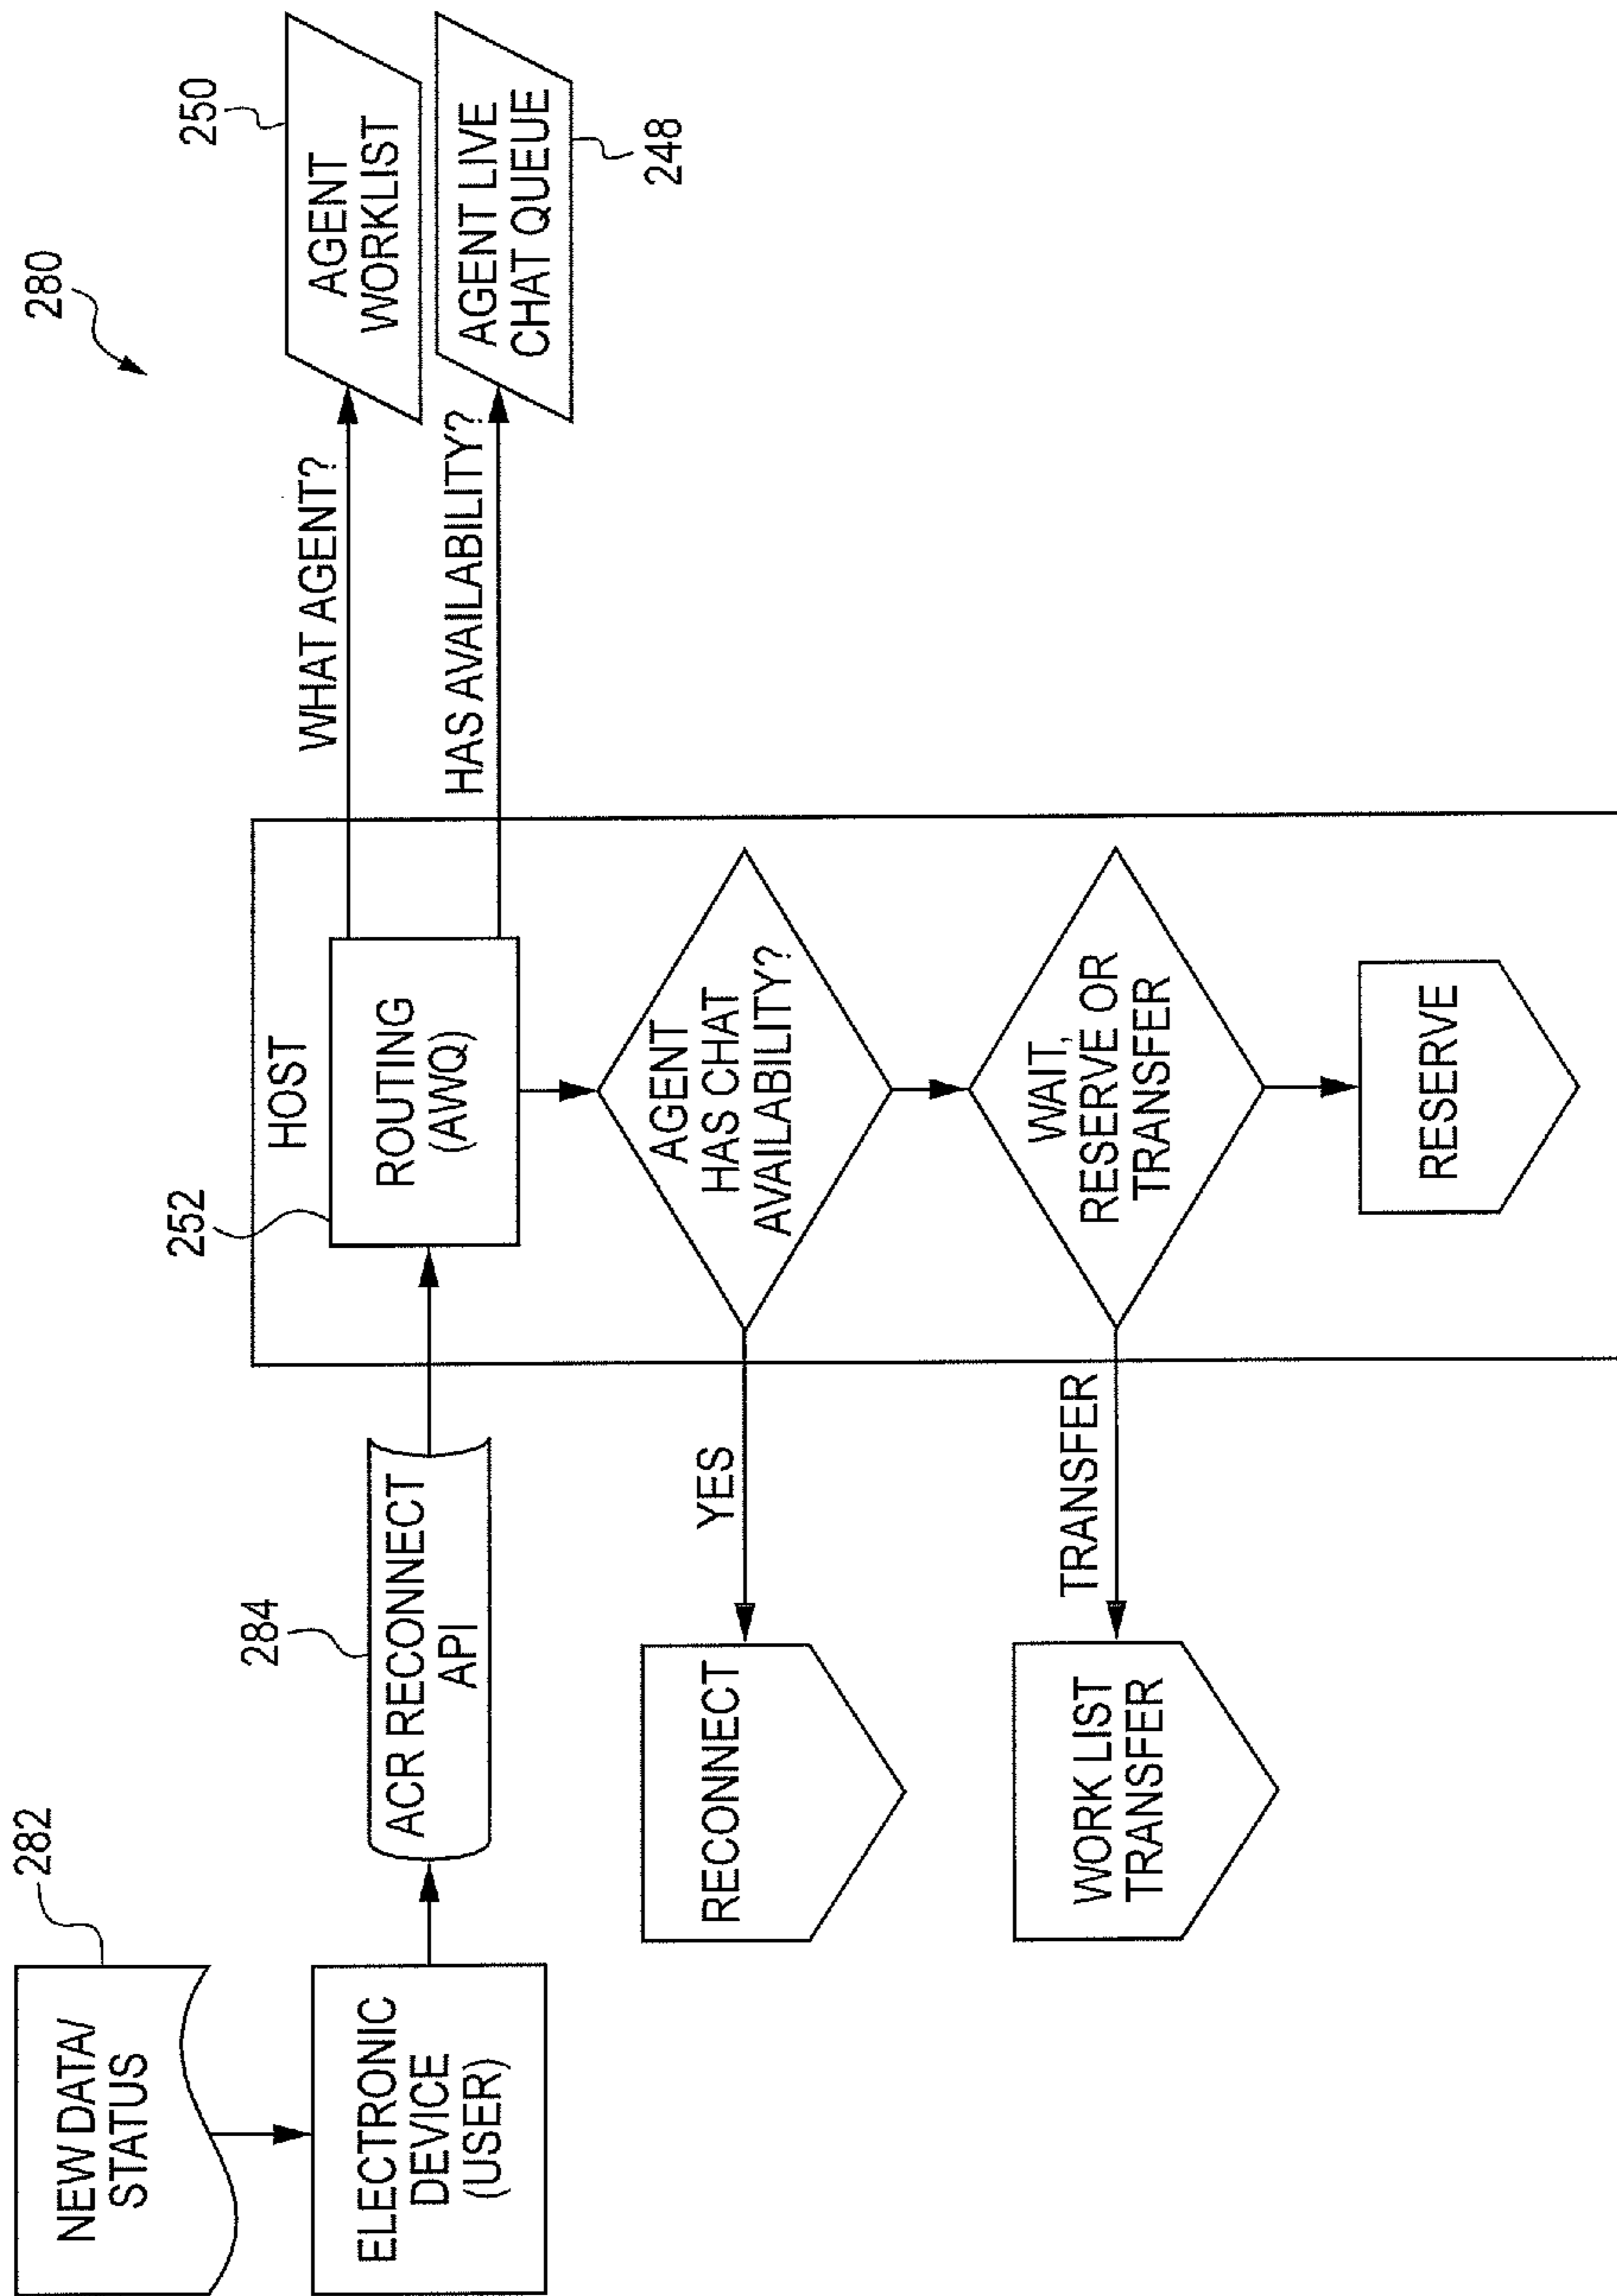 280
NEW DATA/
STATUS
282
ELECTRONIC
DEVICE
(USER)
284
ACR RECONNECT
API
HOST
252
ROUTING
(AWQ)
WHAT AGENT?
HAS AVAILABILITY?
250
AGENT
WORKLIST
AGENT LIVE
CHAT QUEUE
248
AGENT
HAS CHAT
AVAILABILITY?
YES
RECONNECT
WAIT,
RESERVE OR
TRANSFER
TRANSFER
WORK LIST
TRANSFER
RESERVE